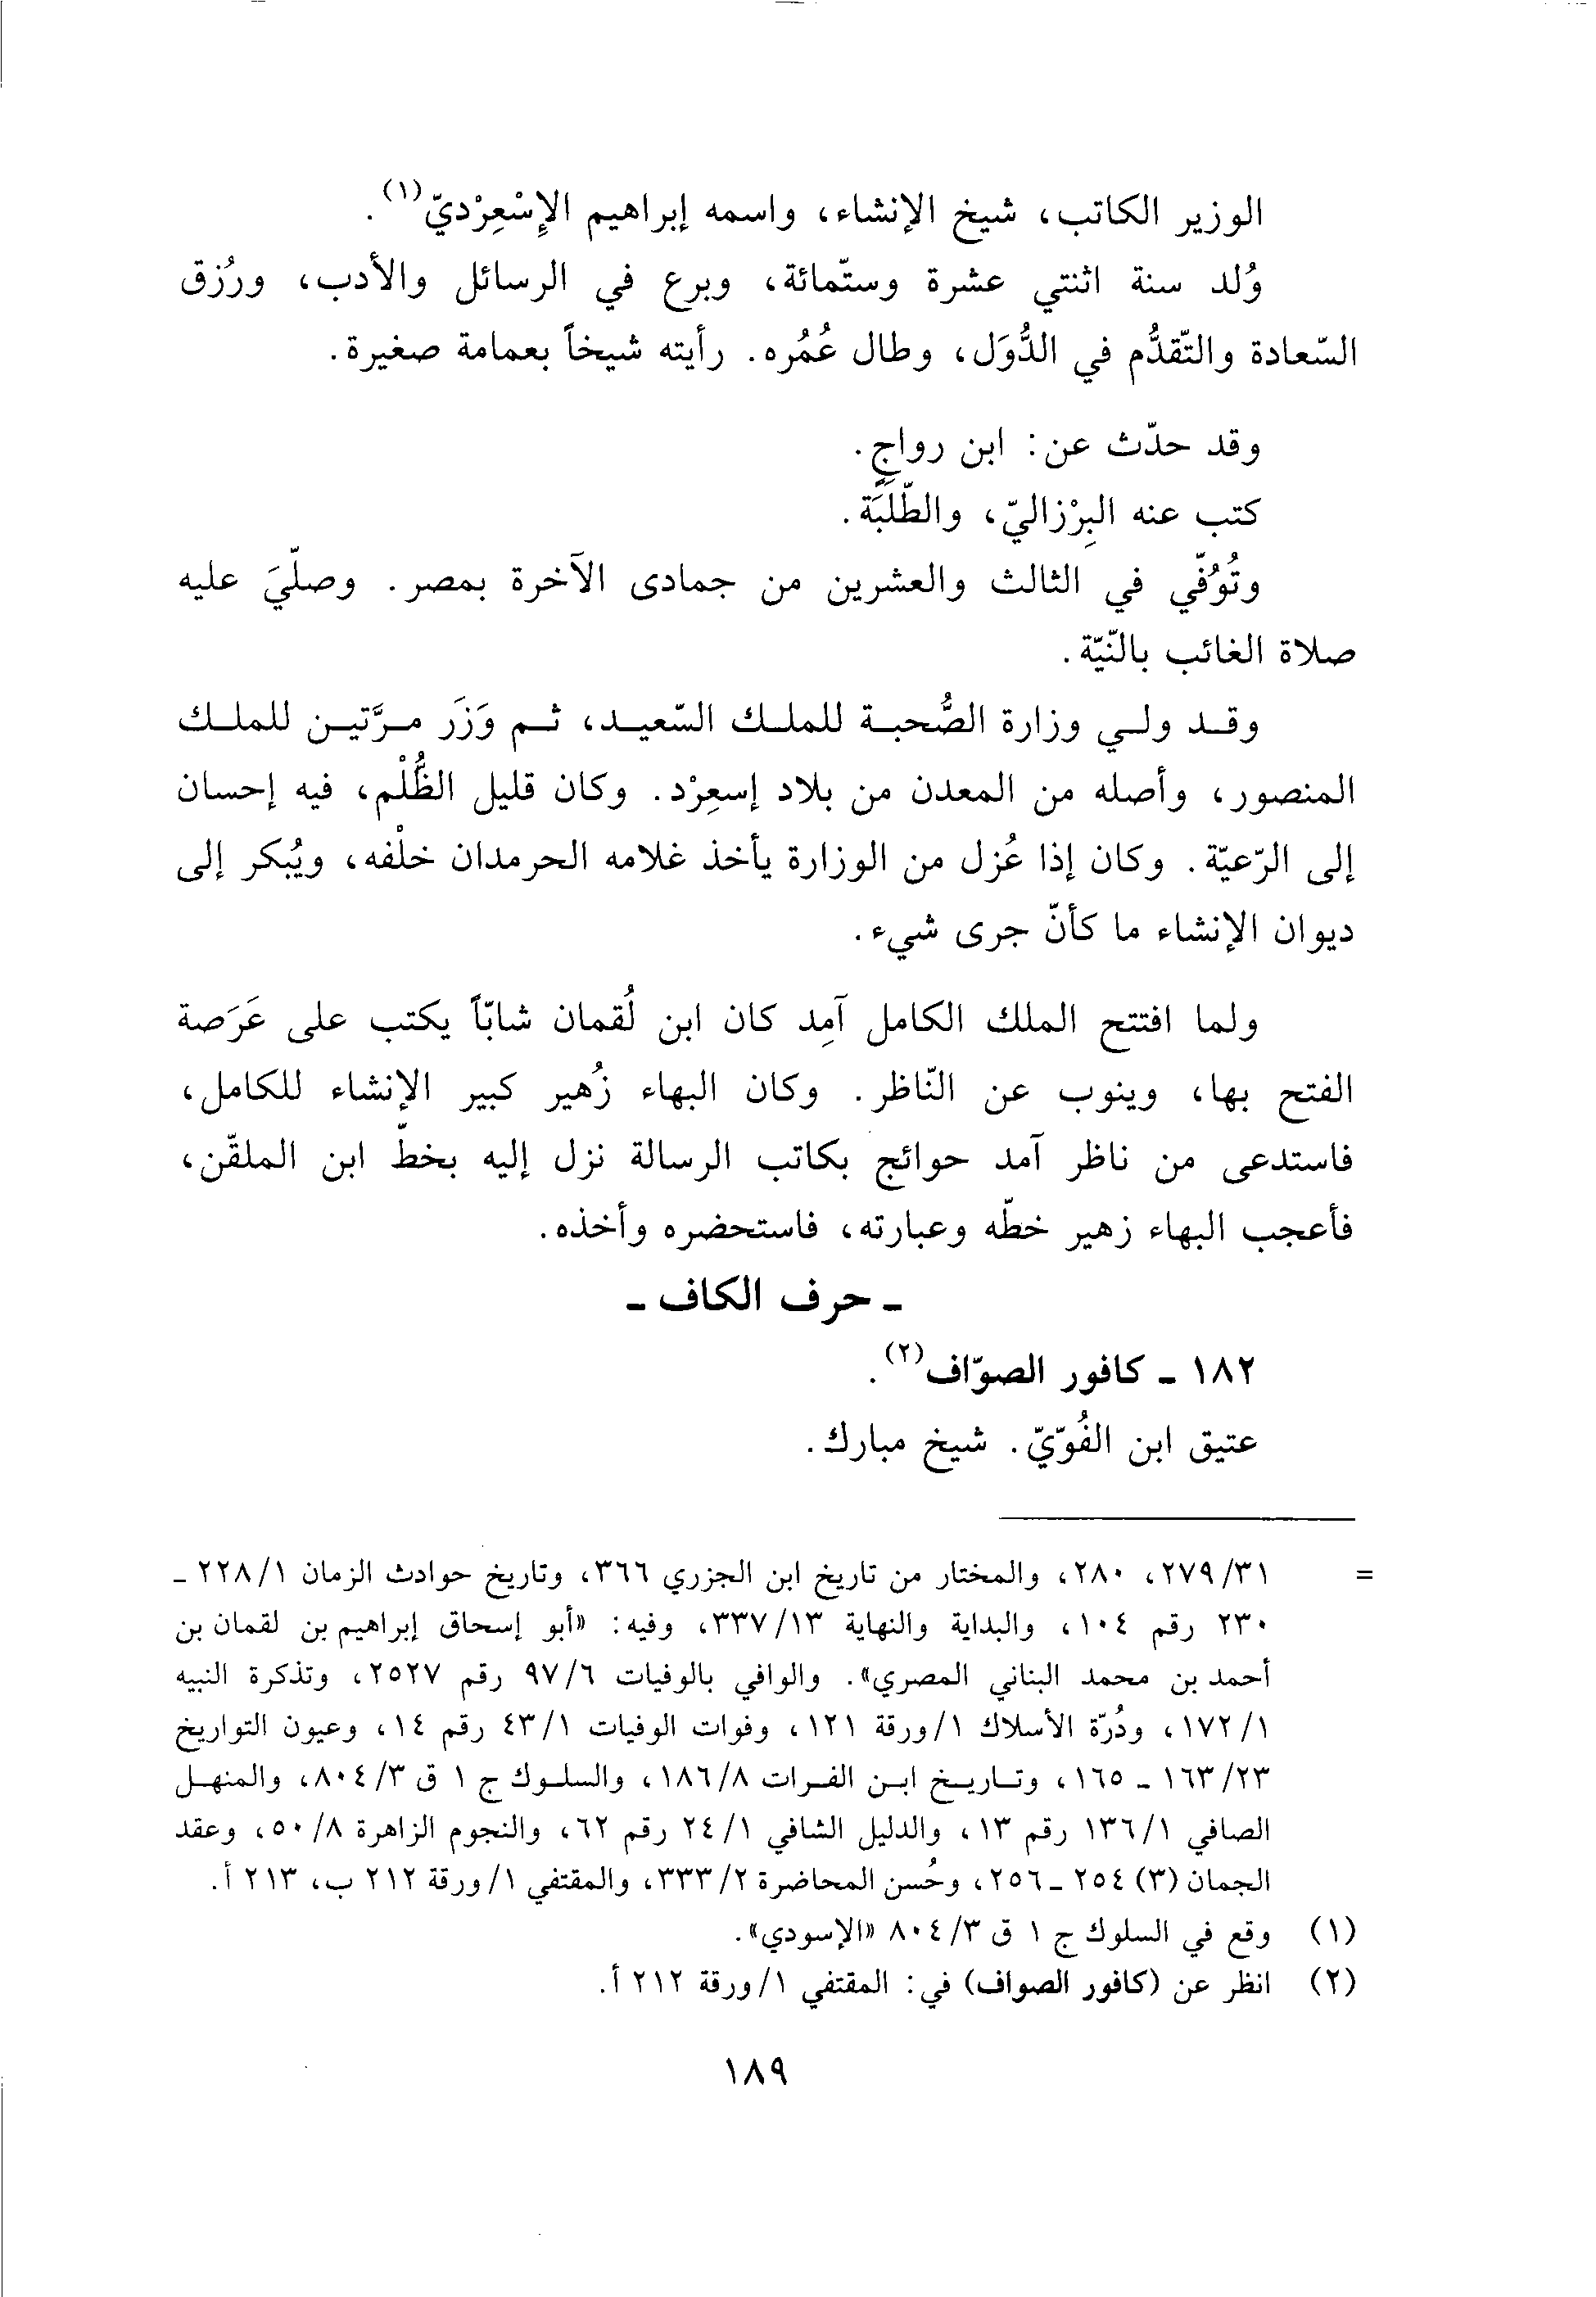 الوزير الكاتب، شيخ الإنشاء، واسمه إبراهيم الإِسْعِرْديّ(١).
وُلد سنة اثنتي عشرة وستّمائة، وبرع في الرسائل والأدب، ورُزق
السّعادة والتّقدُّم في الدُّوَل، وطال عُمُره. رأيته شيخاً بعمامة صغيرة.
وقد حدّث عن: ابن رواجٍ.
كتب عنه البِرْزاليّ، والطَّلَبَة.
وتُوُفّي في الثالث والعشرين من جمادى الآخرة بمصر. وصلّيَ عليه
صلاة الغائب بالنّيّة.
وقد ولي وزارة الصُّحبة للملك السّعيد، ثم وَزَر مرَّتين للملك
المنصور، وأصله من المعدن من بلاد إسعِرْد. وكان قليل الظُّلْم، فيه إحسان
إلى الرّعيّة. وكان إذا عُزل من الوزارة يأخذ غلامه الحرمدان خلْفه، ويُبكر إلى
ديوان الإنشاء ما كأنّ جرى شيء.
ولما افتتح الملك الكامل آمِد كان ابن لُقمان شابّاً يكتب على عَرَصة
الفتح بها، وينوب عن النّاظر. وكان البهاء زُهير كبير الإنشاء للكامل،
فاستدعى من ناظر آمد حوائج بكاتب الرسالة نزل إليه بخطّ ابن الملقّن،
فأعجب البهاء زهير خطّه وعبارته، فاستحضره وأخذه.
ـ حرف الكاف ـ
١٨٢ ـ كافور الصوّاف(٢).
عتيق ابن الفُوّيّ. شيخ مبارك.
= ٢٧٩/٣١، ٢٨٠، والمختار من تاريخ ابن الجزري ٣٦٦، وتاريخ حوادث الزمان ٢٢٨/١ ـ
٢٣٠ رقم ١٠٤، والبداية والنهاية ٣٣٧/١٣، وفيه: «أبو إسحاق إبراهيم بن لقمان بن
أحمد بن محمد البناني المصري». والوافي بالوفيات ٩٧/٦ رقم ٢٥٢٧، وتذكرة النبيه
١٧٢/١، ودُرّة الأسلاك ١/ورقة ١٢١، وفوات الوفيات ٤٣/١ رقم ١٤، وعيون التواريخ
١٦٣/٢٣ ـ ١٦٥، وتاريخ ابن الفرات ١٨٦/٨، والسلوك ج ١ ق ٨٠٤/٣، والمنهل
الصافي ١٣٦/١ رقم ١٣، والدليل الشافي ٢٤/١ رقم ٦٢، والنجوم الزاهرة ٥٠/٨، وعقد
الجمان (٣) ٢٥٤ ـ ٢٥٦، وحُسن المحاضرة ٣٣٣/٢، والمقتفي ١/ورقة ٢١٢ ب، ٢١٣ أ.
(١) وقع في السلوك ج ١ ق ٨٠٤/٣ «الإسودي».
(٢) انظر عن (كافور الصواف) في: المقتفي ١/ورقة ٢١٢ أ.
١٨٩